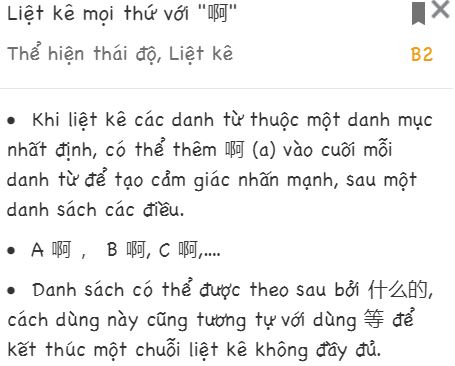 Liệt kê mọi thứ với "啊"
Thể hiện thái độ, Liệt kê
B2
• Khi liệt kê các danh từ thuộc một danh mục
nhất định, có thể thêm 啊 (a) vào cuối mỗi
danh từ để tạo cảm giác nhấn mạnh, sau một
danh sách các điều.
• A 啊 ， B 啊, C 啊,....
• Danh sách có thể được theo sau bởi 什么的,
cách dùng này cũng tương tự với dùng 等 để
kết thúc một chuỗi liệt kê không đầy đủ.